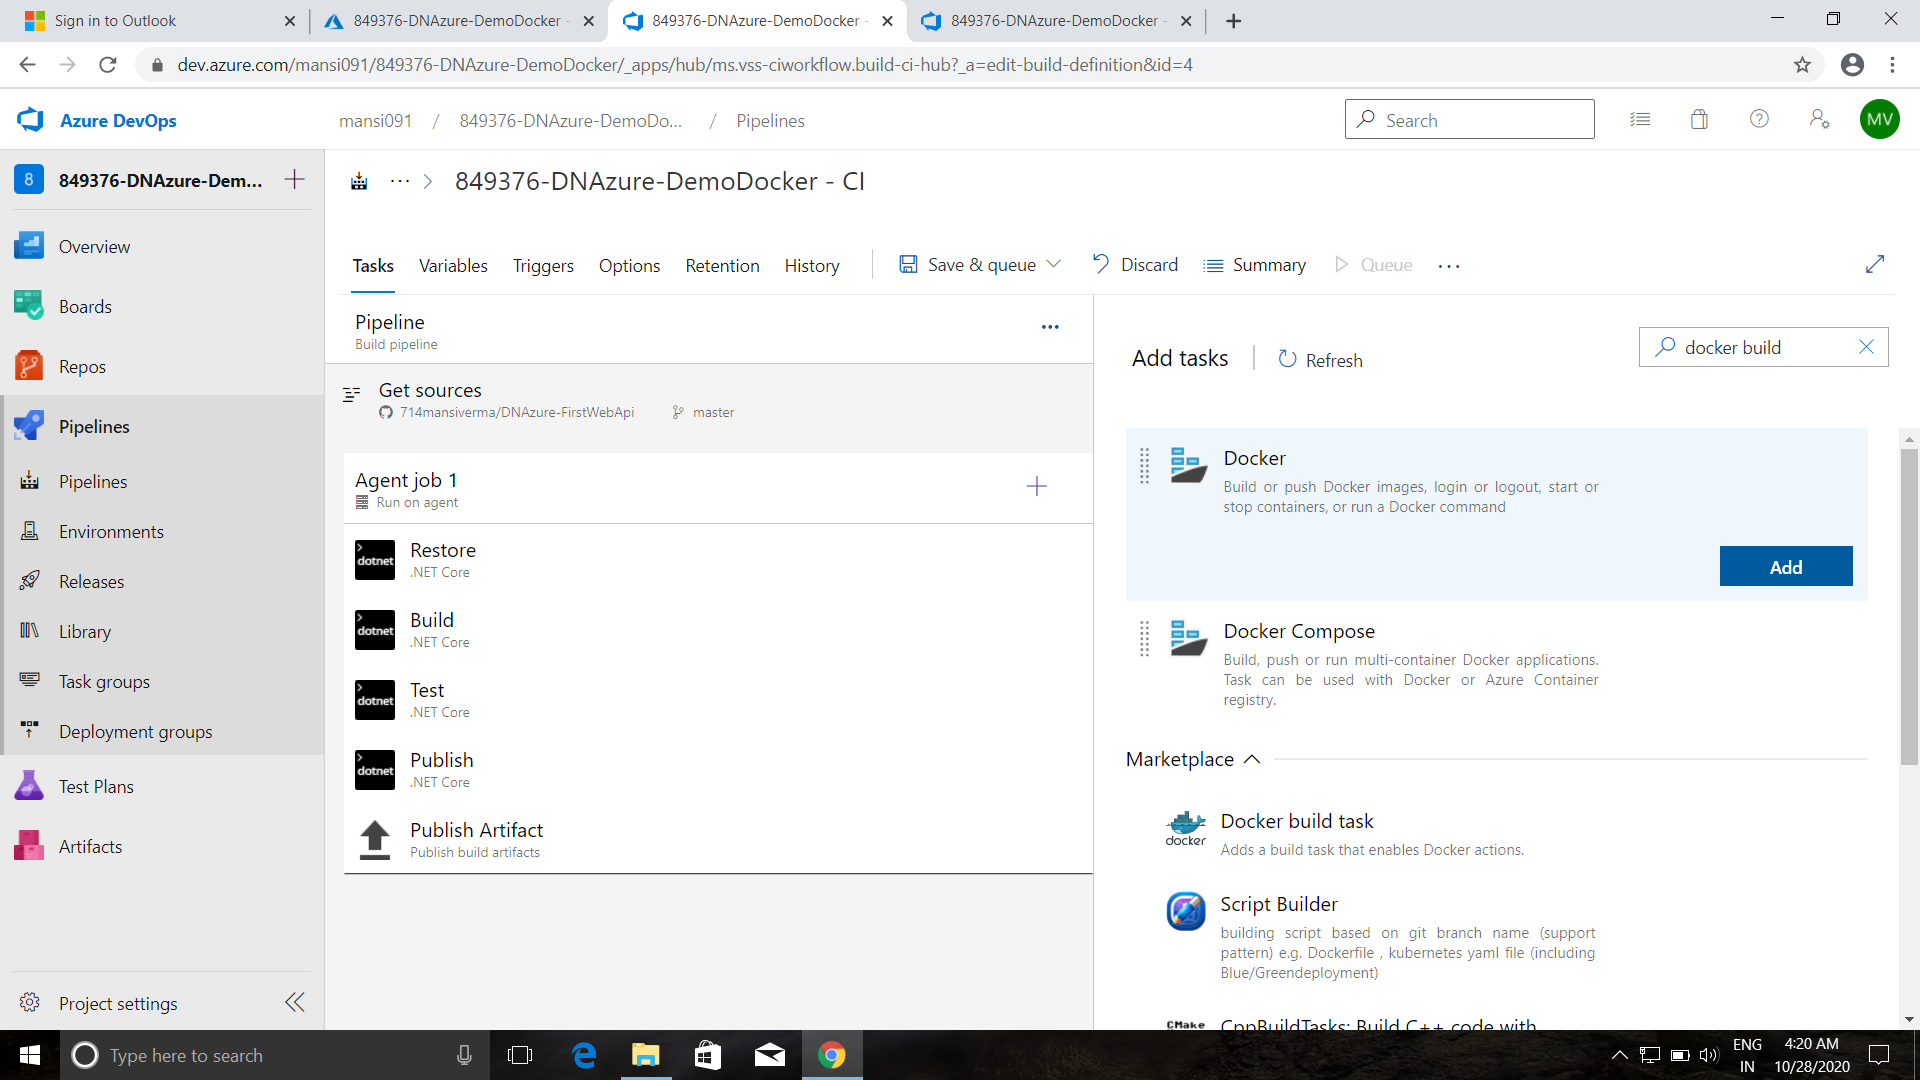 Sign in to Outlook
849376-DNAzure-DemoDocker -
849376-DNAzure-DemoDocker -
849376-DNAzure-DemoDocker -
dev.azure.com/mansi091/849376-DNAzure-DemoDocker/_apps/hub/ms.vss-ciworkflow.build-ci-hub?_a=edit-build-definition&id=4
Azure DevOps
mansi091 / 849376-DNAzure-DemoDo... / Pipelines
Search
MV
8
849376-DNAzure-Dem...
849376-DNAzure-DemoDocker - CI
Overview
Boards
Repos
Pipelines
Pipelines
Environments
Releases
Library
Task groups
Deployment groups
Test Plans
Artifacts
Project settings
Tasks
Variables
Triggers
Options
Retention
History
Save & queue
Discard
Summary
Queue
Pipeline
Build pipeline
Get sources
714mansiverma/DNAzure-FirstWebApi
master
Agent job 1
Run on agent
dotnet
Restore
.NET Core
dotnet
Build
.NET Core
dotnet
Test
.NET Core
dotnet
Publish
.NET Core
Publish Artifact
Publish build artifacts
Add tasks
Refresh
docker build
Docker
Build or push Docker images, login or logout, start or
stop containers, or run a Docker command
Add
Docker Compose
Build, push or run multi-container Docker applications.
Task can be used with Docker or Azure Container
registry.
Marketplace
docker
Docker build task
Adds a build task that enables Docker actions.
Script Builder
building script based on git branch name (support
pattern) e.g. Dockerfile , kubernetes yaml file (including
Blue/Greendeployment)
CMake
CppBuildTasks: Build C++ code with
Type here to search
ENG
IN
4:20 AM
10/28/2020